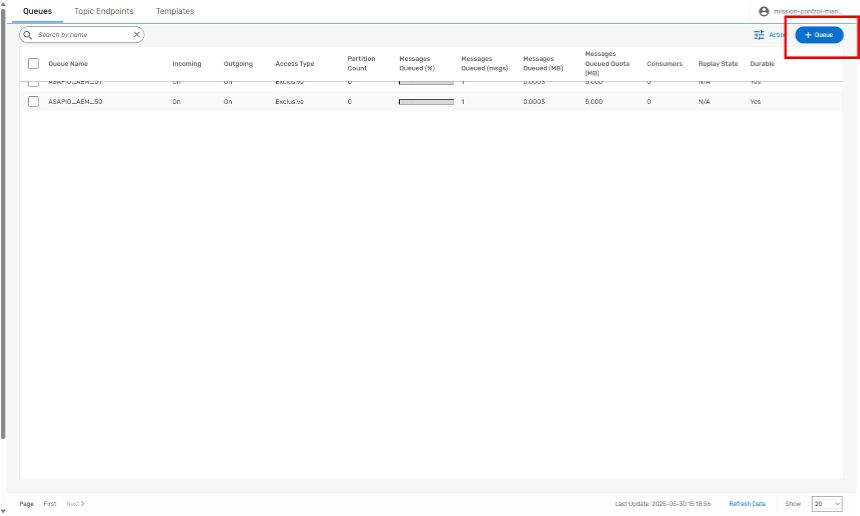 Queues Topic Endpoints Templates mission-control-man...
Search by name Action + Queue
Queue Name Incoming Outgoing Access Type Partition Count Messages Queued (%) Messages Queued (msgs) Messages Queued (MB) Messages Queued Quota (MB) Consumers Replay State Durable
ASAPIO_AEM_01 On On Exclusive 0 1 0.0003 5,000 0 N/A Yes
ASAPIO_AEM_50 On On Exclusive 0 1 0.0003 5,000 0 N/A Yes
Page First Next Last Update: 2025-05-30 15:18:56 Refresh Data Show 20